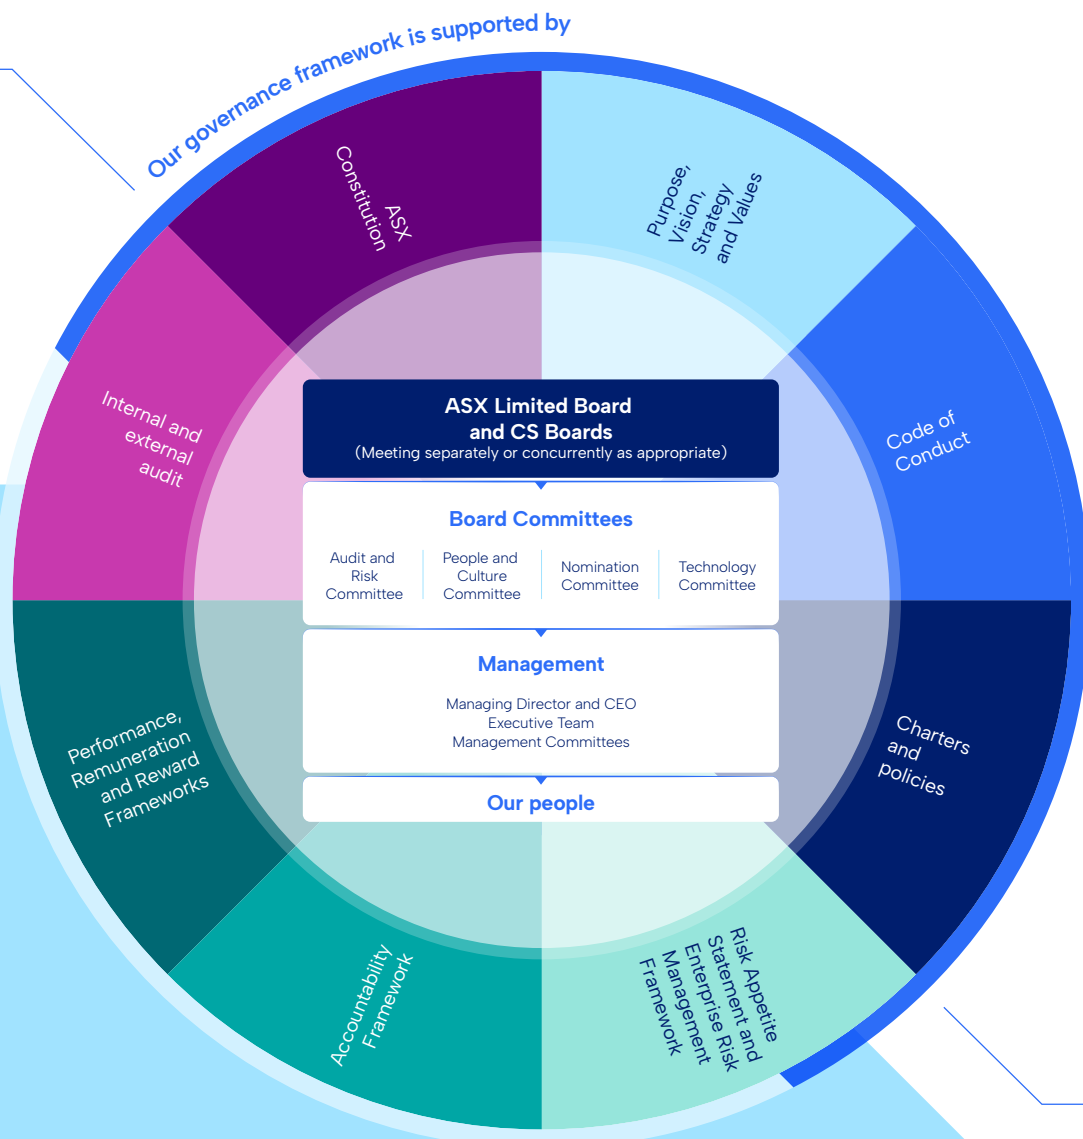 Our governance framework is supported by
ASX
Constitution
Purpose,
Vision,
Strategy
and Values
Code of
Conduct
Charters
and
policies
Risk Appetite
Statement and
Enterprise Risk
Management
Framework
Accountability
Framework
Performance,
Remuneration
and Reward
Frameworks
Internal and
external
audit
ASX Limited Board
and CS Boards
(Meeting separately or concurrently as appropriate)
Board Committees
Audit and
Risk
Committee
People and
Culture
Committee
Nomination
Committee
Technology
Committee
Management
Managing Director and CEO
Executive Team
Management Committees
Our people